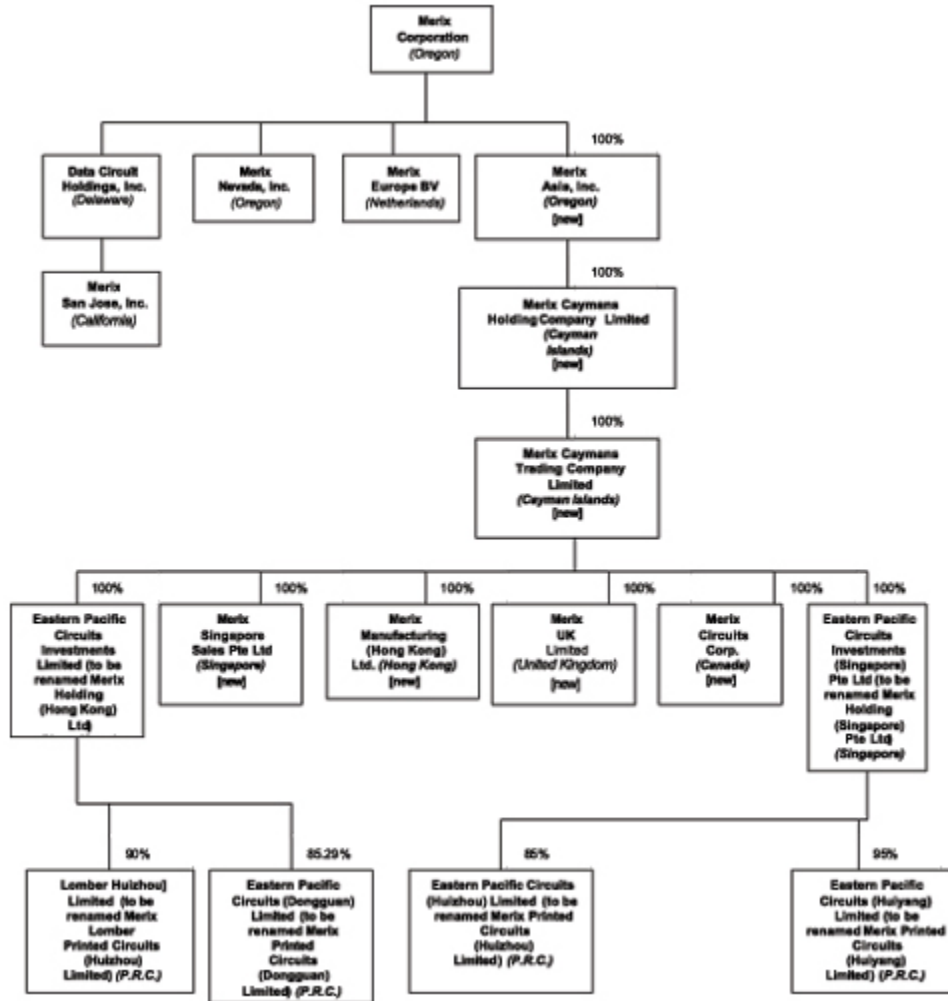 Merix
Corporation
(Oregon)
100%
Data Circuit
Holdings, Inc.
(Delaware)
Merix
Nevada, Inc.
(Oregon)
Merix
Europe BV
(Netherlands)
Merix
Asia, Inc.
(Oregon)
[new]
100%
Merix
San Jose, Inc.
(California)
Merix Caymans
Holding Company Limited
(Cayman
Islands)
[new]
100%
Merix Caymans
Trading Company
Limited
(Cayman Islands)
[new]
100%
100%
100%
100%
100%
100%
Eastern Pacific
Circuits
Investments
Limited (to be
renamed Merix
Holding
(Hong Kong)
Ltd)
Merix
Singapore
Sales Pte Ltd
(Singapore)
[new]
Merix
Manufacturing
(Hong Kong)
Ltd. (Hong Kong)
[new]
Merix
UK
Limited
(United Kingdom)
[new]
Merix
Circuits
Corp.
(Canada)
[new]
Eastern Pacific
Circuits
Investments
(Singapore)
Pte Ltd (to be
renamed Merix
Holding
(Singapore)
Pte Ltd)
(Singapore)
90%
85.29%
85%
95%
Lomber Huizhou]
Limited (to be
renamed Merix
Lomber
Printed Circuits
(Huizhou)
Limited) (P.R.C.)
Eastern Pacific
Circuits (Dongguan)
Limited (to be
renamed Merix
Printed
Circuits
(Dongguan)
Limited) (P.R.C.)
Eastern Pacific Circuits
(Huizhou) Limited (to be
renamed Merix Printed
Circuits
(Huizhou)
Limited) (P.R.C.)
Eastern Pacific
Circuits (Huiyang)
Limited (to be
renamed Merix Printed
Circuits
(Huiyang)
Limited) (P.R.C.)